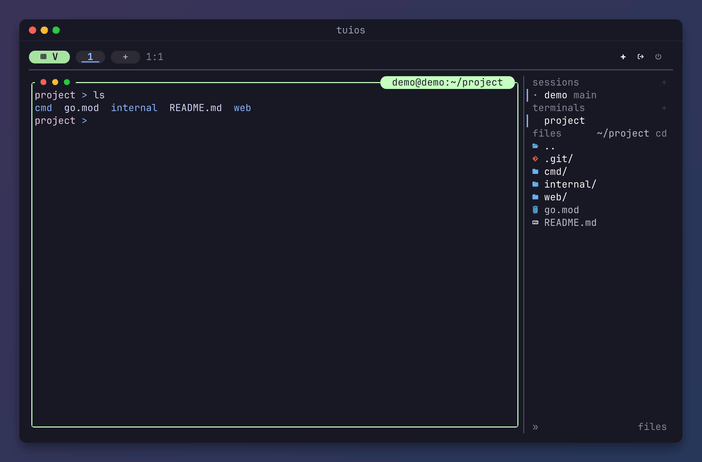 tuios
V 1 + 1:1
demo@demo:~/project
project > ls
cmd go.mod internal README.md web
project >
sessions +
· demo main
terminals +
project
files ~/project cd
..
.git/
cmd/
internal/
web/
go.mod
README.md
» files